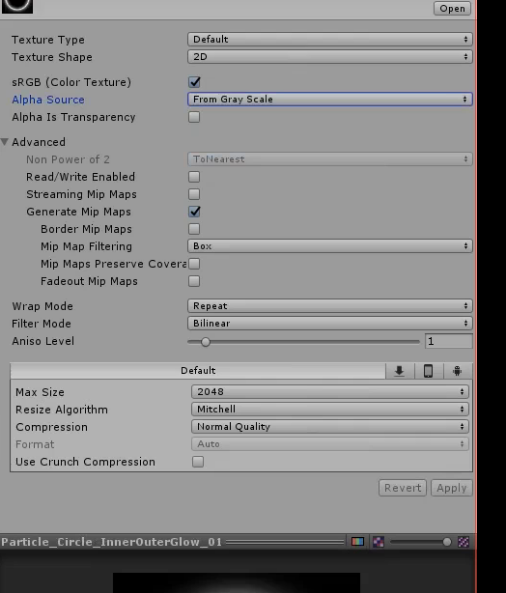 Open
Texture Type Default
Texture Shape 2D
sRGB (Color Texture)
Alpha Source From Gray Scale
Alpha Is Transparency
Advanced
Non Power of 2 ToNearest
Read/Write Enabled
Streaming Mip Maps
Generate Mip Maps
Border Mip Maps
Mip Map Filtering Box
Mip Maps Preserve Covera
Fadeout Mip Maps
Wrap Mode Repeat
Filter Mode Bilinear
Aniso Level 1
Default
Max Size 2048
Resize Algorithm Mitchell
Compression Normal Quality
Format Auto
Use Crunch Compression
Revert Apply
Particle_Circle_InnerOuterGlow_01